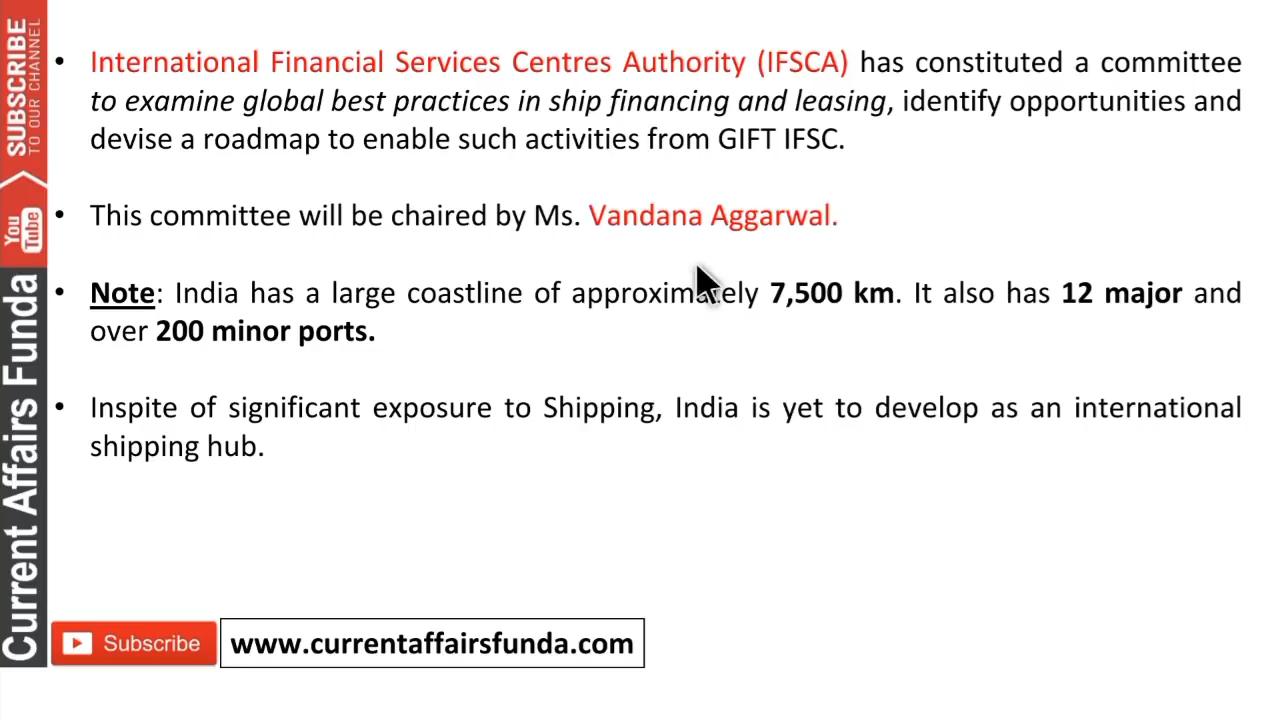 • International Financial Services Centres Authority (IFSCA) has constituted a committee
to examine global best practices in ship financing and leasing, identify opportunities and
devise a roadmap to enable such activities from GIFT IFSC.
• This committee will be chaired by Ms. Vandana Aggarwal.
• Note: India has a large coastline of approximately 7,500 km. It also has 12 major and
over 200 minor ports.
• Inspite of significant exposure to Shipping, India is yet to develop as an international
shipping hub.
SUBSCRIBE
TO OUR CHANNEL
You
Tube
Current Affairs Funda
Subscribe
www.currentaffairsfunda.com